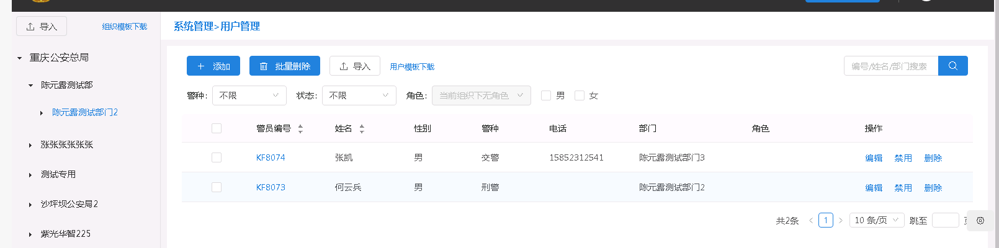 导入 组织模板下载
系统管理>用户管理
重庆公安总局
陈元露测试部
陈元露测试部门2
涨张张张张张
测试专用
沙坪坝公安局2
紫光华智225
添加 批量删除 导入 用户模板下载 编号/姓名/部门搜索
警种: 不限 状态: 不限 角色: 当前组织下无角色 男 女
警员编号 姓名 性别 警种 电话 部门 角色 操作
KF8074 张凯 男 交警 15852312541 陈元露测试部门3 编辑 禁用 删除
KF8073 何云兵 男 刑警 陈元露测试部门2 编辑 禁用 删除
共2条 < 1 > 10 条/页 跳至